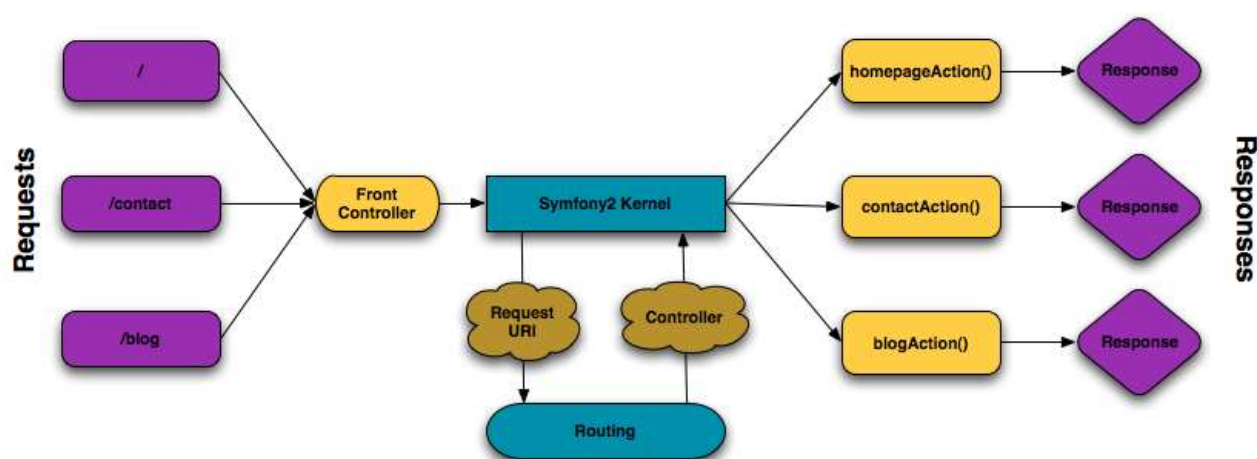 Requests
/
/contact
/blog
Front
Controller
Symfony2 Kernel
Request
URI
Controller
Routing
homepageAction()
contactAction()
blogAction()
Response
Response
Response
Responses